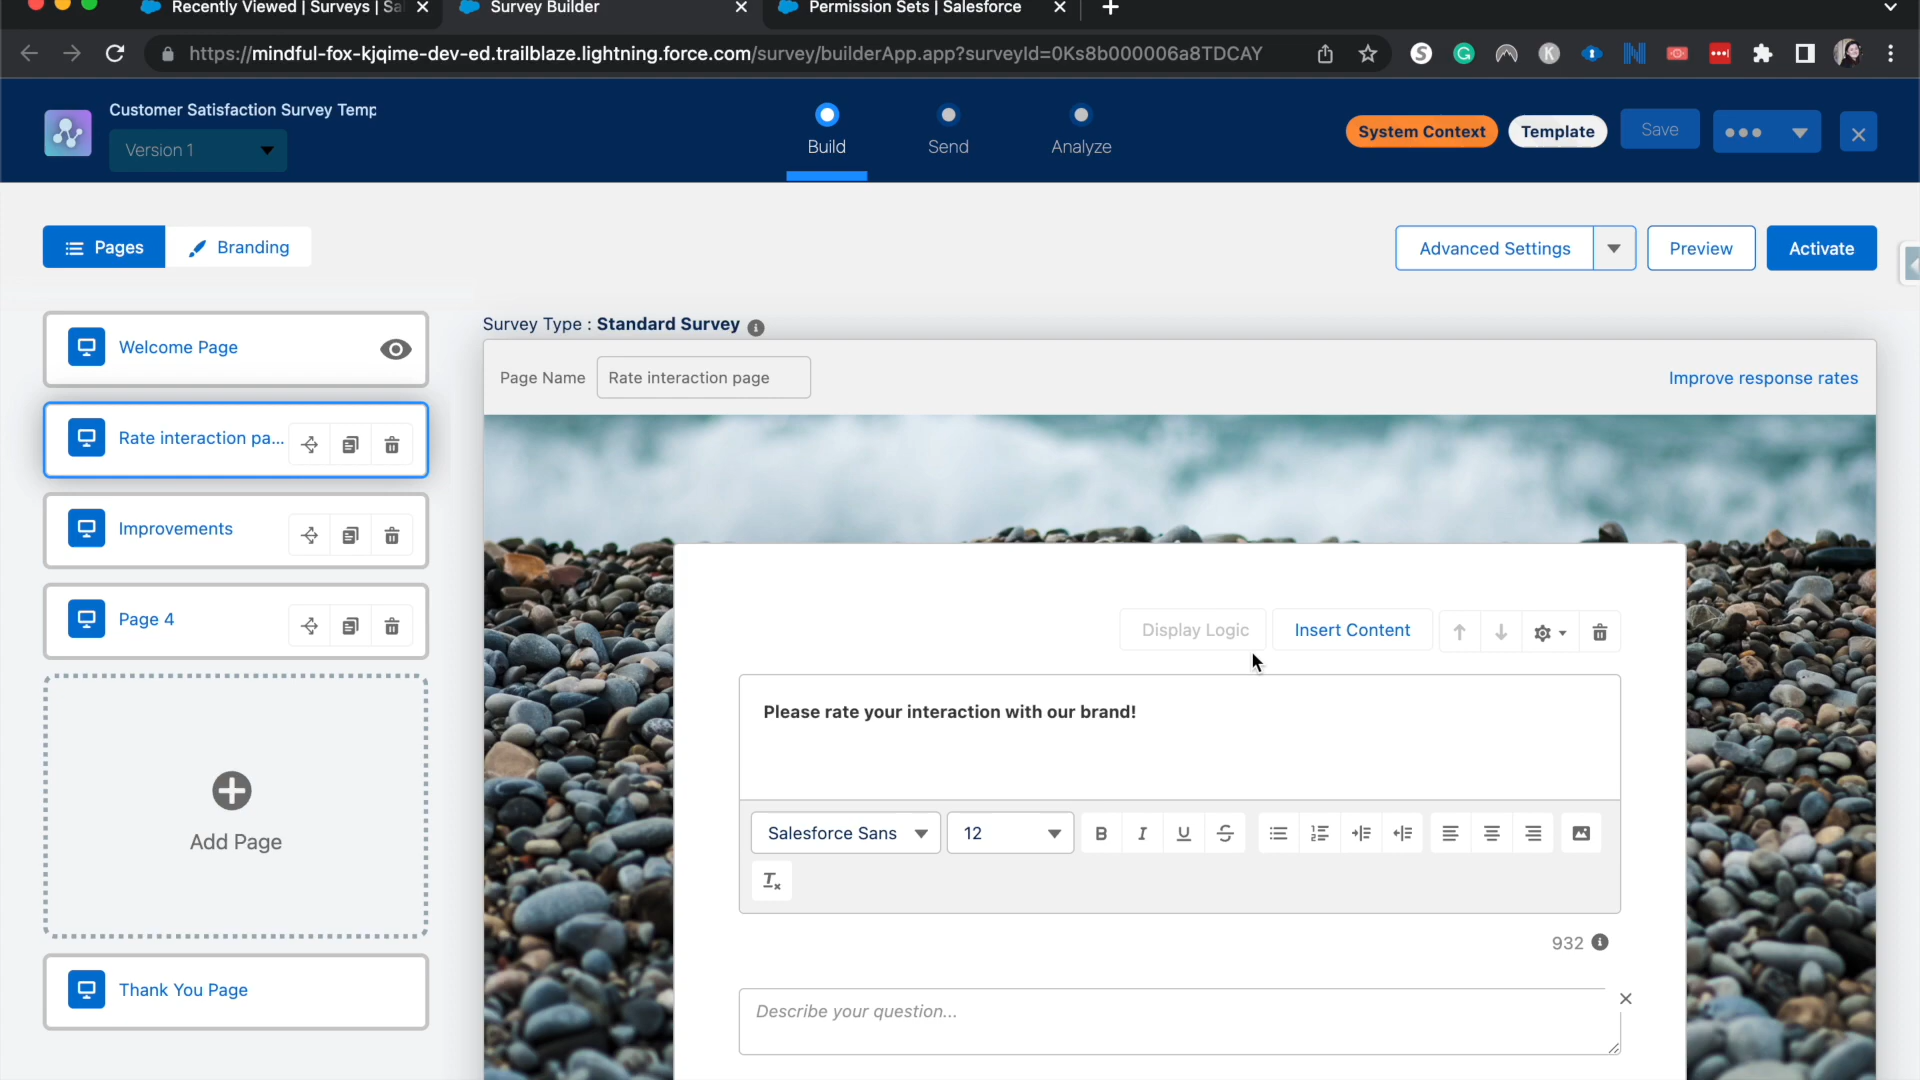 Recently Viewed | Surveys | Sa
Survey Builder
Permission Sets | Salesforce
https://mindful-fox-kjqime-dev-ed.trailblaze.lightning.force.com/survey/builderApp.app?surveyId=0Ks8b000006a8TDCAY
Customer Satisfaction Survey Temp
Version 1
Build
Send
Analyze
System Context
Template
Save
Pages
Branding
Advanced Settings
Preview
Activate
Welcome Page
Rate interaction pa...
Improvements
Page 4
Add Page
Thank You Page
Survey Type : Standard Survey
Page Name
Rate interaction page
Improve response rates
Display Logic
Insert Content
Please rate your interaction with our brand!
Salesforce Sans
12
932
Describe your question...